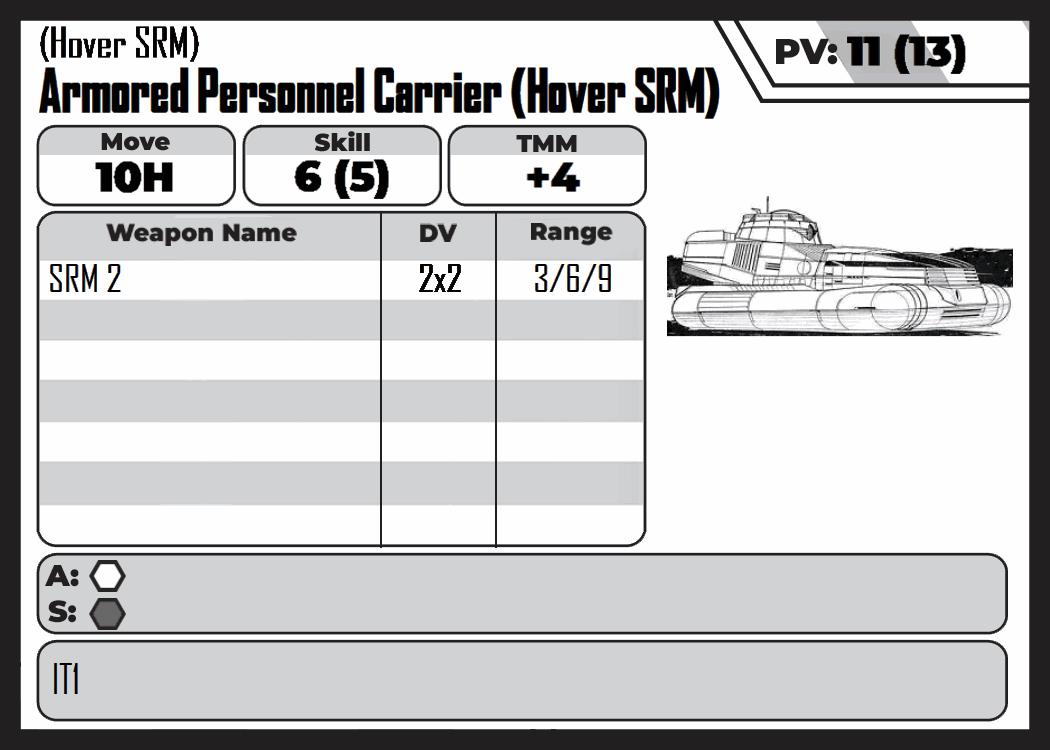 (Hover SRM)
Armored Personnel Carrier (Hover SRM)
PV: 11 (13)
Move
10H
Skill
6 (5)
TMM
+4
Weapon Name DV Range
SRM 2 2x2 3/6/9
A:
S:
IT1